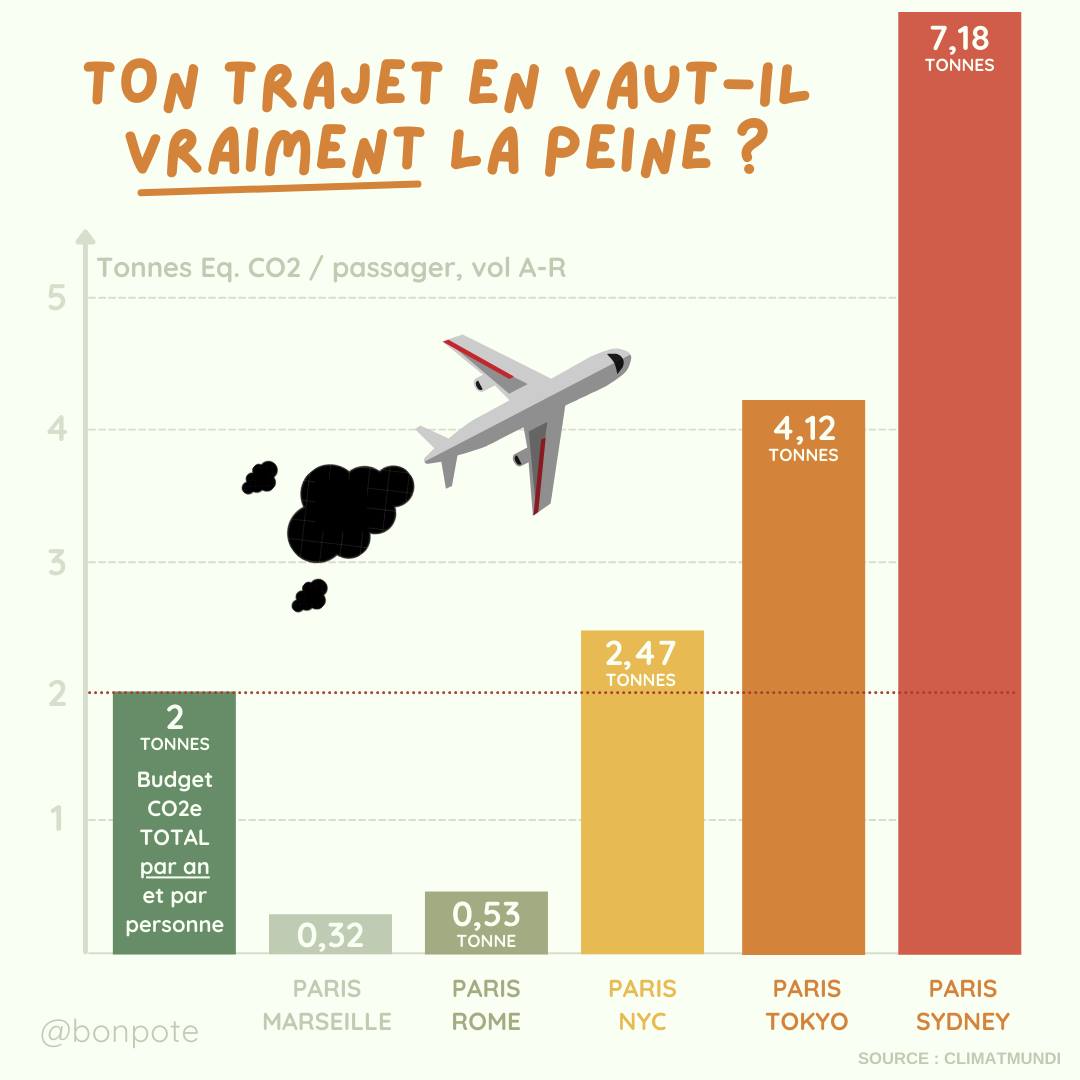 TON TRAJET EN VAUT-IL
VRAIMENT LA PEINE ?
7,18
TONNES
Tonnes Eq. CO2 / passager, vol A-R
5
4
3
2
1
4,12
TONNES
2,47
TONNES
2
TONNES
Budget
CO2e
TOTAL
par an
et par
personne
0,32
0,53
TONNE
PARIS
MARSEILLE
PARIS
ROME
PARIS
NYC
PARIS
TOKYO
PARIS
SYDNEY
@bonpote
SOURCE : CLIMATMUNDI